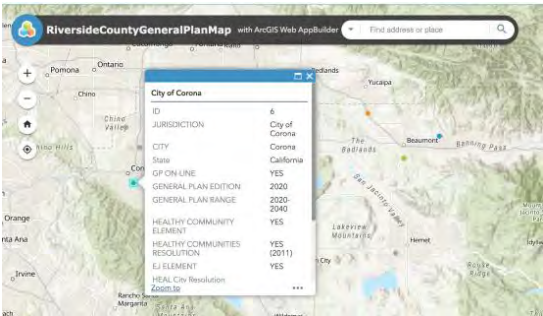 RiversideCountyGeneralPlanMap with ArcGIS Web AppBuilder
Find address or place
Pomona
Ontario
Redlands
Yucaipa
Chino
Chino
Valley
Chino Hills
The
Badlands
Beaumont
Banning Pass
San Jacinto Valley
Orange
Lakeview
Mountains
Hemet
Irvine
Rancho Santa
Margarita
City of Corona
ID 6
JURISDICTION City of
Corona
CITY Corona
State California
GP ON-LINE YES
GENERAL PLAN EDITION 2020
GENERAL PLAN RANGE 2020-
2040
HEALTHY COMMUNITY YES
ELEMENT
HEALTHY COMMUNITIES YES
RESOLUTION (2011)
EJ ELEMENT YES
HEAL City Resolution
Zoom to